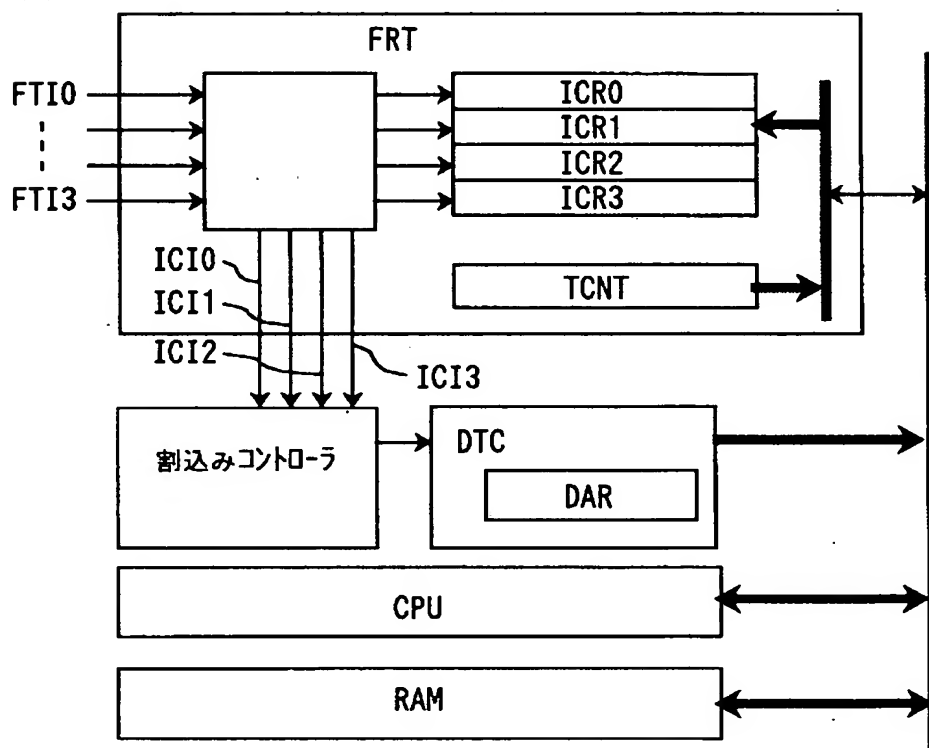 FRT
FTI0
FTI3
ICR0
ICR1
ICR2
ICR3
TCNT
ICI0
ICI1
ICI2
ICI3
割込みコントローラ
DTC
DAR
CPU
RAM